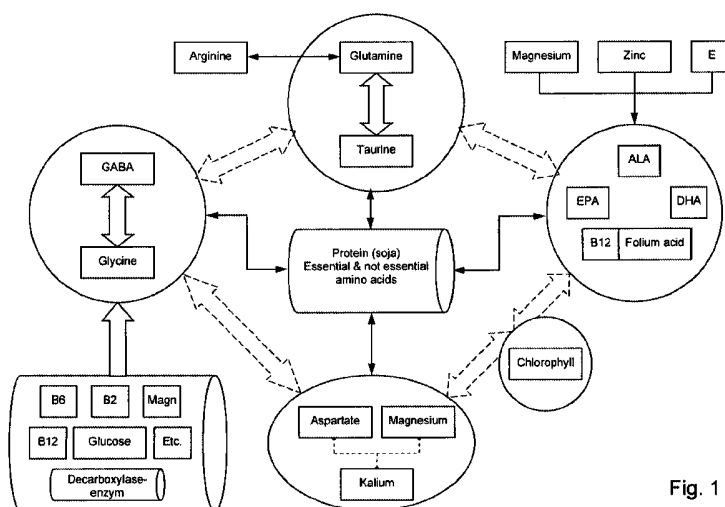 Arginine
Glutamine
Magnesium
Zinc
E
Taurine
GABA
ALA
EPA
DHA
Glycine
B12
Folium acid
Protein (soja)
Essential & not essential
amino acids
Chlorophyll
B6
B2
Magn
B12
Glucose
Etc.
Decarboxylase-
enzym
Aspartate
Magnesium
Kalium
Fig. 1